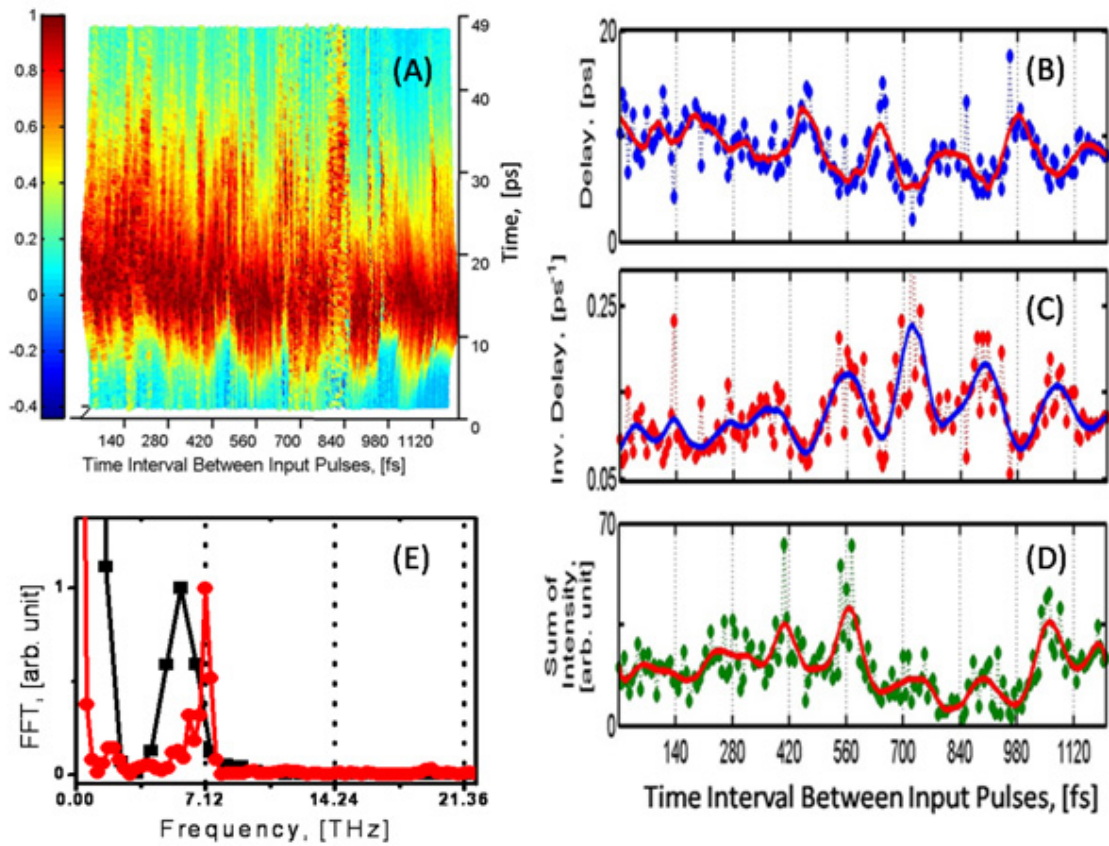 1
0.8
0.6
0.4
0.2
0
-0.2
-0.4
(A)
49
40
30
20
10
0
Time, [ps]
140 280 420 560 700 840 980 1120
Time Interval Between Input Pulses, [fs]
20
(B)
Delay, [ps]
0
0.25
(C)
Inv. Delay, [ps⁻¹]
0.05
70
(D)
Sum of
Intensity,
[arb. unit]
0
140 280 420 560 700 840 980 1120
Time Interval Between Input Pulses, [fs]
(E)
1
FFT, [arb. unit]
0
0.00 7.12 14.24 21.36
Frequency, [THz]